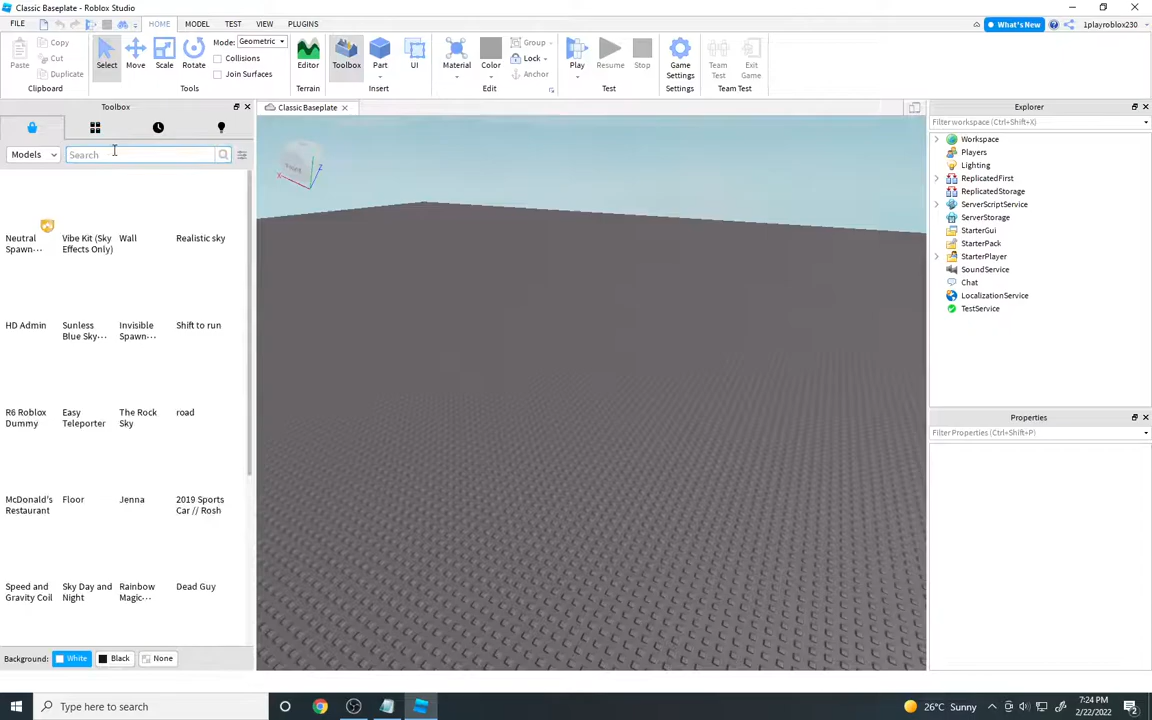 Classic Baseplate - Roblox Studio
FILE HOME MODEL TEST VIEW PLUGINS
What's New 1playroblox230
Paste Copy Cut Duplicate
Select Move Scale Rotate
Mode: Geometric
Collisions
Join Surfaces
Editor Toolbox Part UI
Material Color Group Lock Anchor
Play Resume Stop
Game Settings
Team Test
Exit Game
Clipboard Tools Terrain Insert Edit Test Settings Team Test
Toolbox
Models Search
Neutral Spawn...
Vibe Kit (Sky Effects Only)
Wall
Realistic sky
HD Admin
Sunless Blue Sky...
Invisible Spawn...
Shift to run
R6 Roblox Dummy
Easy Teleporter
The Rock Sky
road
McDonald's Restaurant
Floor
Jenna
2019 Sports Car // Rosh
Speed and Gravity Coil
Sky Day and Night
Rainbow Magic...
Dead Guy
Background: White Black None
Classic Baseplate
X Z
Explorer
Filter workspace (Ctrl+Shift+X)
Workspace
Players
Lighting
ReplicatedFirst
ReplicatedStorage
ServerScriptService
ServerStorage
StarterGui
StarterPack
StarterPlayer
SoundService
Chat
LocalizationService
TestService
Properties
Filter Properties (Ctrl+Shift+P)
Type here to search
26°C Sunny
7:24 PM
2/22/2022
2